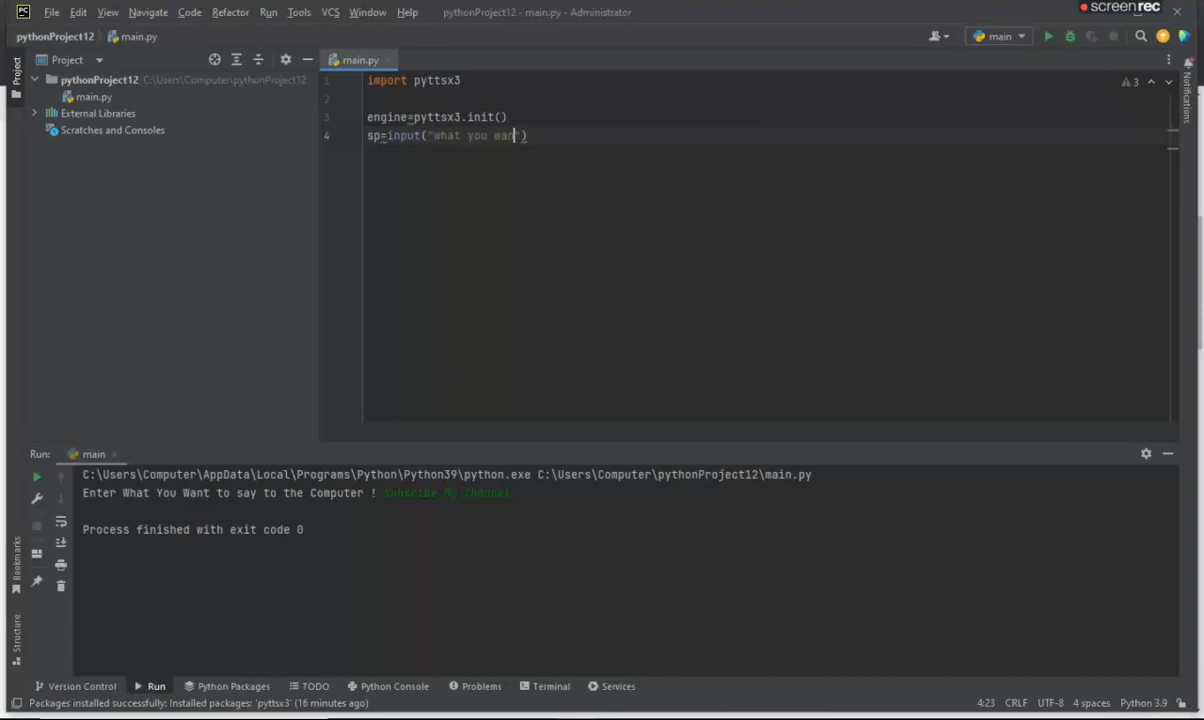 File Edit View Navigate Code Refactor Run Tools VCS Window Help pythonProject12 - main.py - Administrator
screenrec
pythonProject12 main.py
main
Project
main.py
pythonProject12 C:\Users\Computer\pythonProject12
main.py
External Libraries
Scratches and Consoles
1 import pyttsx3
2
3 engine=pyttsx3.init()
4 sp=input("what you wan")
3
Project
Notifications
Run: main
C:\Users\Computer\AppData\Local\Programs\Python\Python39\python.exe C:\Users\Computer\pythonProject12\main.py
Enter What You Want to say to the Computer ! Subscribe My Channel
Process finished with exit code 0
Bookmarks
Structure
Version Control Run Python Packages TODO Python Console Problems Terminal Services
Packages installed successfully: Installed packages: 'pyttsx3' (16 minutes ago)
4:23 CRLF UTF-8 4 spaces Python 3.9